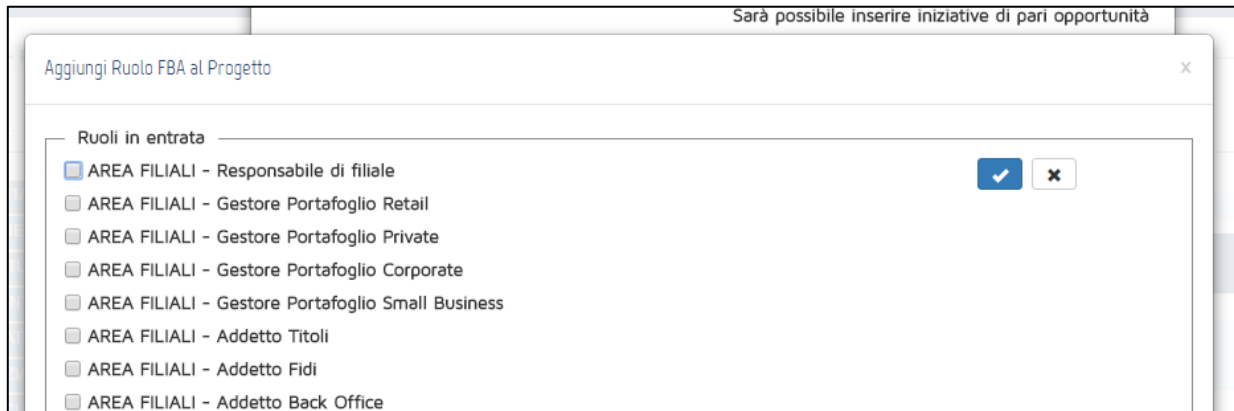 Sarà possibile inserire iniziative di pari opportunità
Aggiungi Ruolo FBA al Progetto
Ruoli in entrata
AREA FILIALI - Responsabile di filiale
AREA FILIALI - Gestore Portafoglio Retail
AREA FILIALI - Gestore Portafoglio Private
AREA FILIALI - Gestore Portafoglio Corporate
AREA FILIALI - Gestore Portafoglio Small Business
AREA FILIALI - Addetto Titoli
AREA FILIALI - Addetto Fidi
AREA FILIALI - Addetto Back Office